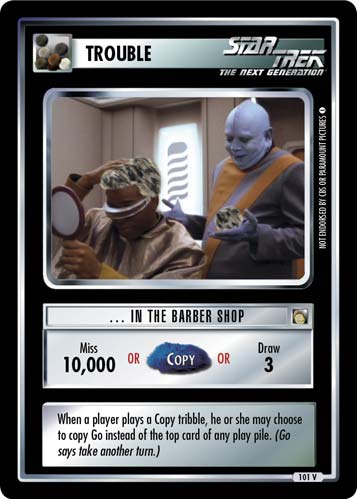 TROUBLE
STAR TREK
THE NEXT GENERATION
NOT ENDORSED BY CBS OR PARAMOUNT PICTURES
... IN THE BARBER SHOP
Miss
10,000
OR
COPY
OR
Draw
3
When a player plays a Copy tribble, he or she may choose
to copy Go instead of the top card of any play pile. (Go
says take another turn.)
101 V